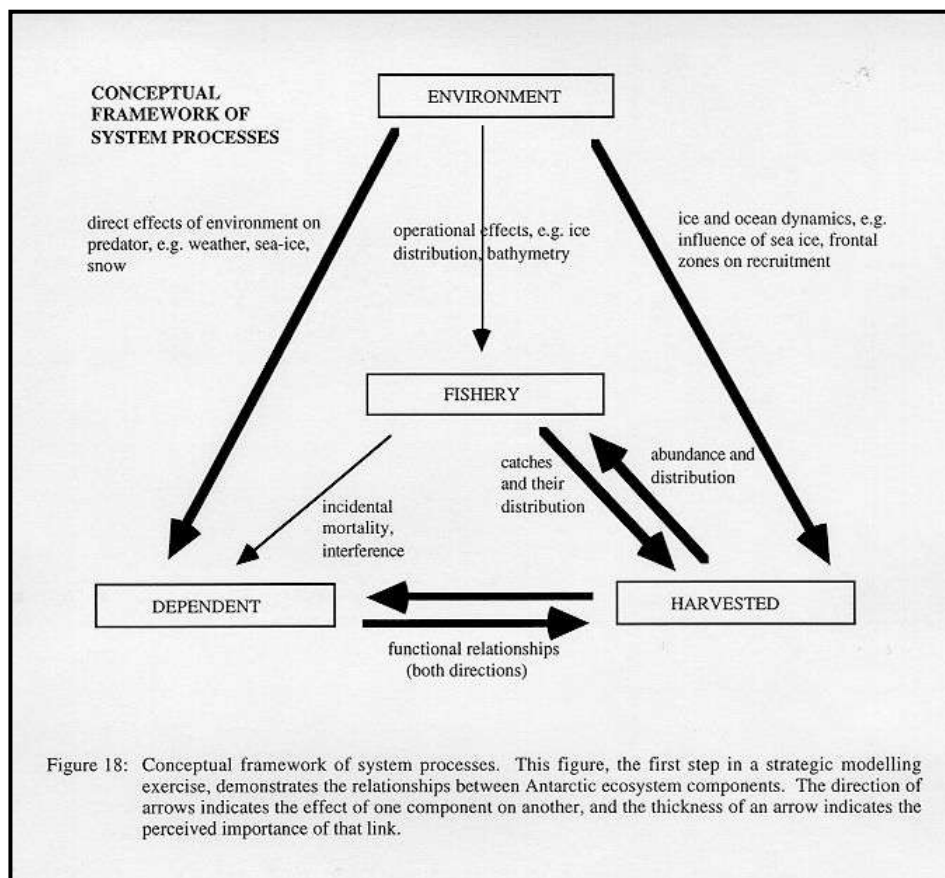 CONCEPTUAL
FRAMEWORK OF
SYSTEM PROCESSES
ENVIRONMENT
direct effects of environment on
predator, e.g. weather, sea-ice,
snow
operational effects, e.g. ice
distribution, bathymetry
ice and ocean dynamics, e.g.
influence of sea ice, frontal
zones on recruitment
FISHERY
catches
and their
distribution
abundance and
distribution
incidental
mortality,
interference
DEPENDENT
HARVESTED
functional relationships
(both directions)
Figure 18: Conceptual framework of system processes. This figure, the first step in a strategic modelling
exercise, demonstrates the relationships between Antarctic ecosystem components. The direction of
arrows indicates the effect of one component on another, and the thickness of an arrow indicates the
perceived importance of that link.